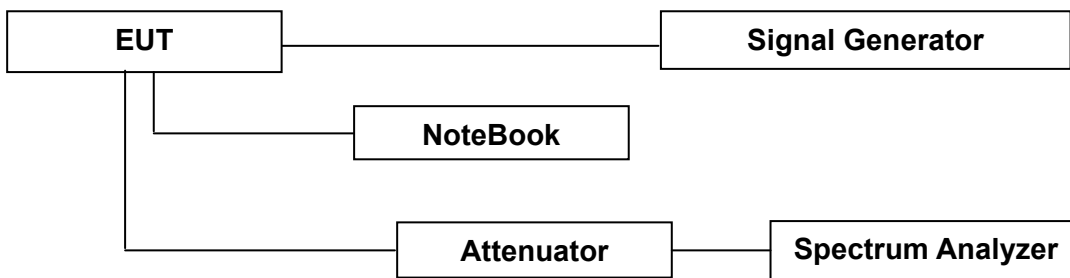 EUT
Signal Generator
NoteBook
Attenuator
Spectrum Analyzer